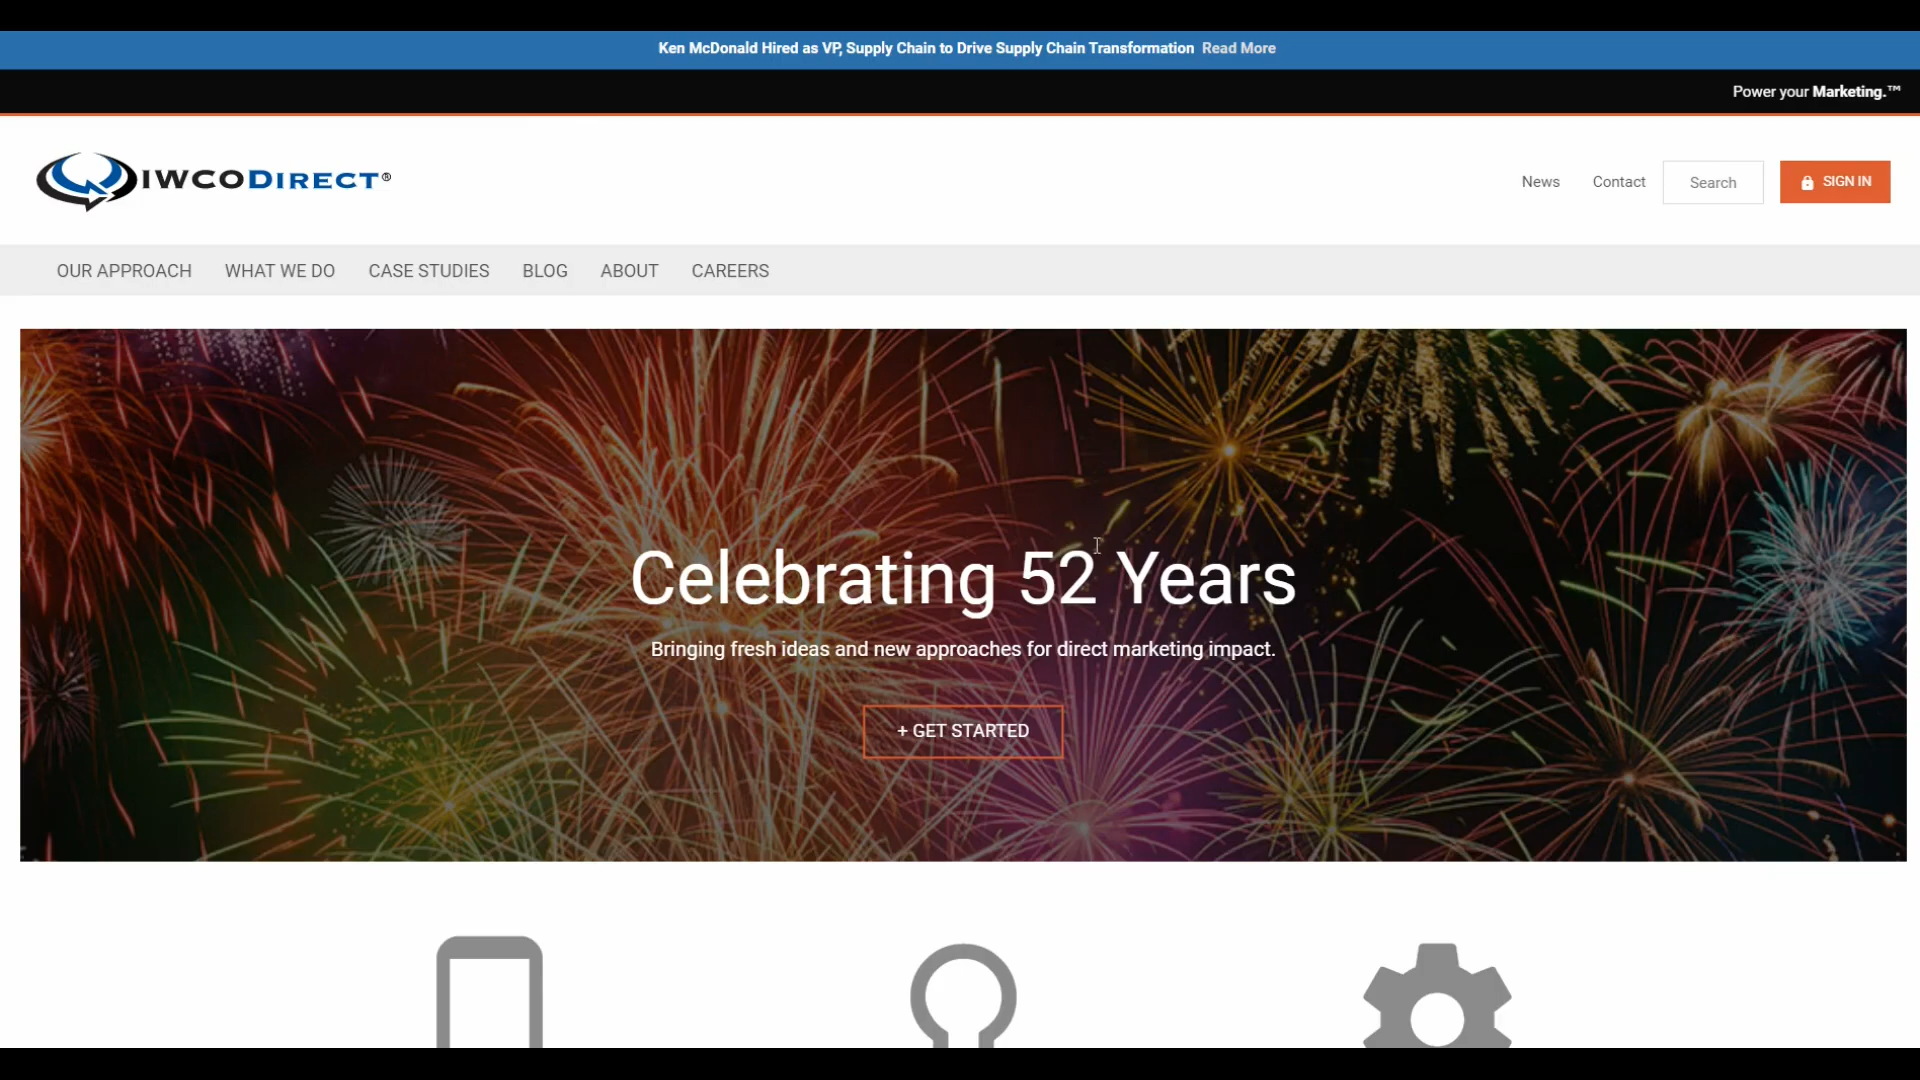 Ken McDonald Hired as VP, Supply Chain to Drive Supply Chain Transformation Read More
Power your Marketing.™
IWCODIRECT®
News Contact Search SIGN IN
OUR APPROACH WHAT WE DO CASE STUDIES BLOG ABOUT CAREERS
Celebrating 52 Years
Bringing fresh ideas and new approaches for direct marketing impact.
+ GET STARTED